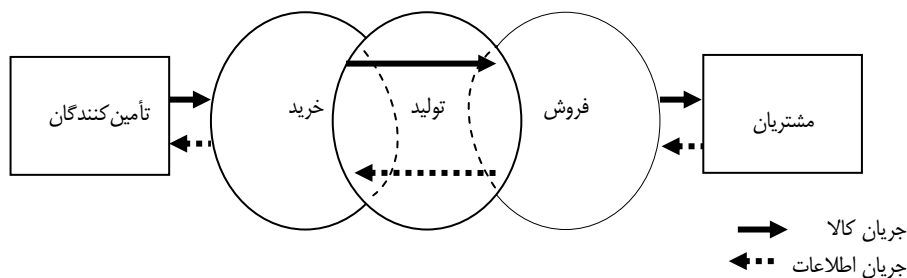 تأمین‌کنندگان
خرید
تولید
فروش
مشتریان
جریان کالا
جریان اطلاعات